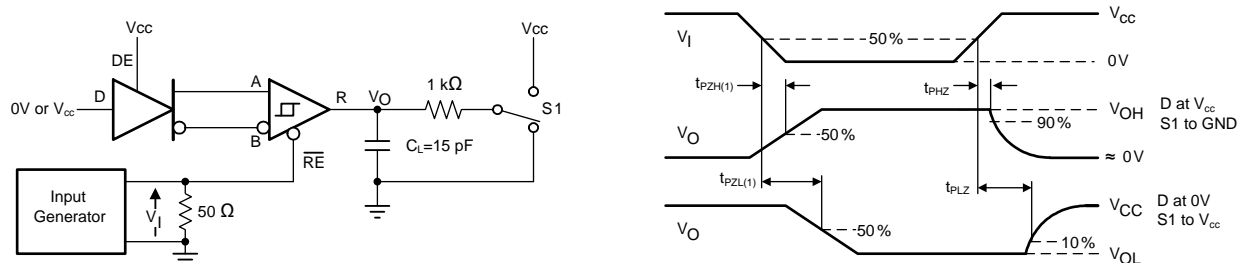 Vcc
DE
0V or Vcc
D
A
B
R
VO
1 kΩ
Vcc
S1
CL=15 pF
RE
Input
Generator
VI
50 Ω
VI
50%
VCC
0V
tPZH(1)
tPHZ
VO
50%
VOH
90%
≈ 0V
D at Vcc
S1 to GND
tPZL(1)
tPLZ
VO
50%
VCC
10%
VOL
D at 0V
S1 to Vcc